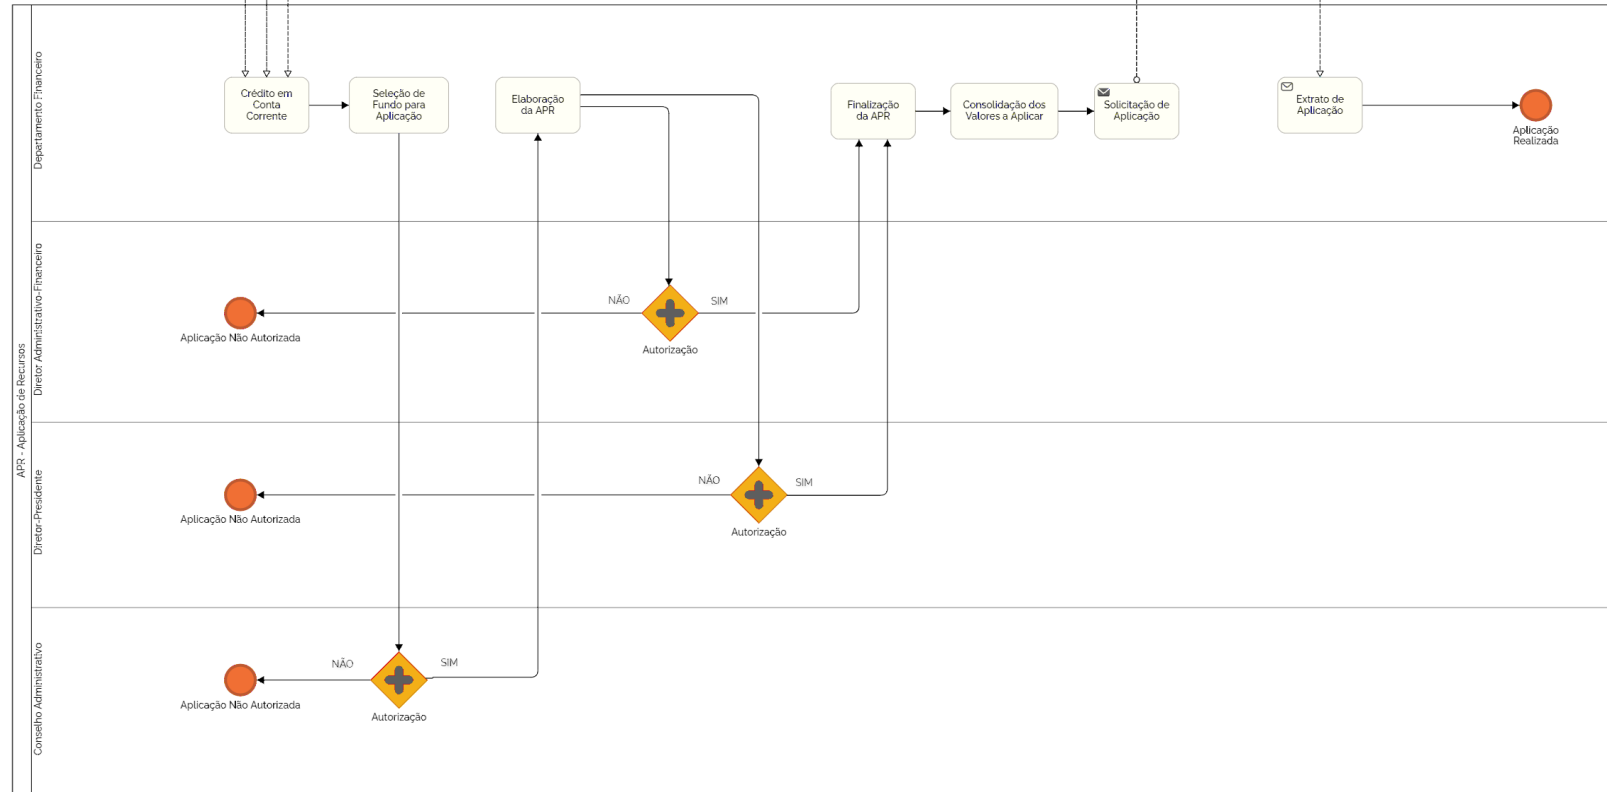 APR - Aplicação de Recursos
Departamento Financeiro
Crédito em
Conta
Corrente
Seleção de
Fundo para
Aplicação
Elaboração
da APR
Finalização
da APR
Consolidação dos
Valores a Aplicar
Solicitação de
Aplicação
Extrato de
Aplicação
Aplicação
Realizada
Diretor Administrativo-Financeiro
NÃO
SIM
Aplicação Não Autorizada
Autorização
Diretor-Presidente
NÃO
SIM
Aplicação Não Autorizada
Autorização
Conselho Administrativo
NÃO
SIM
Aplicação Não Autorizada
Autorização